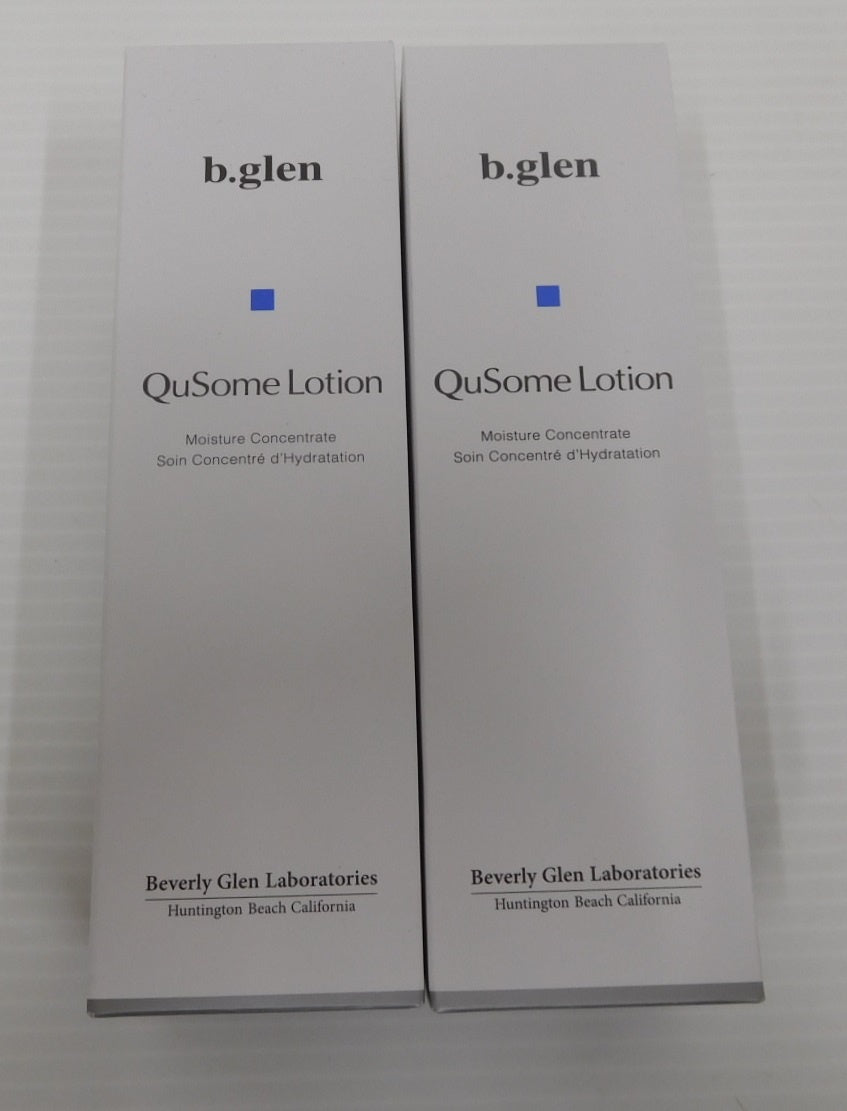 b.glen
QuSome Lotion
Moisture Concentrate
Soin Concentré d'Hydratation
Beverly Glen Laboratories
Huntington Beach California
b.glen
QuSome Lotion
Moisture Concentrate
Soin Concentré d'Hydratation
Beverly Glen Laboratories
Huntington Beach California